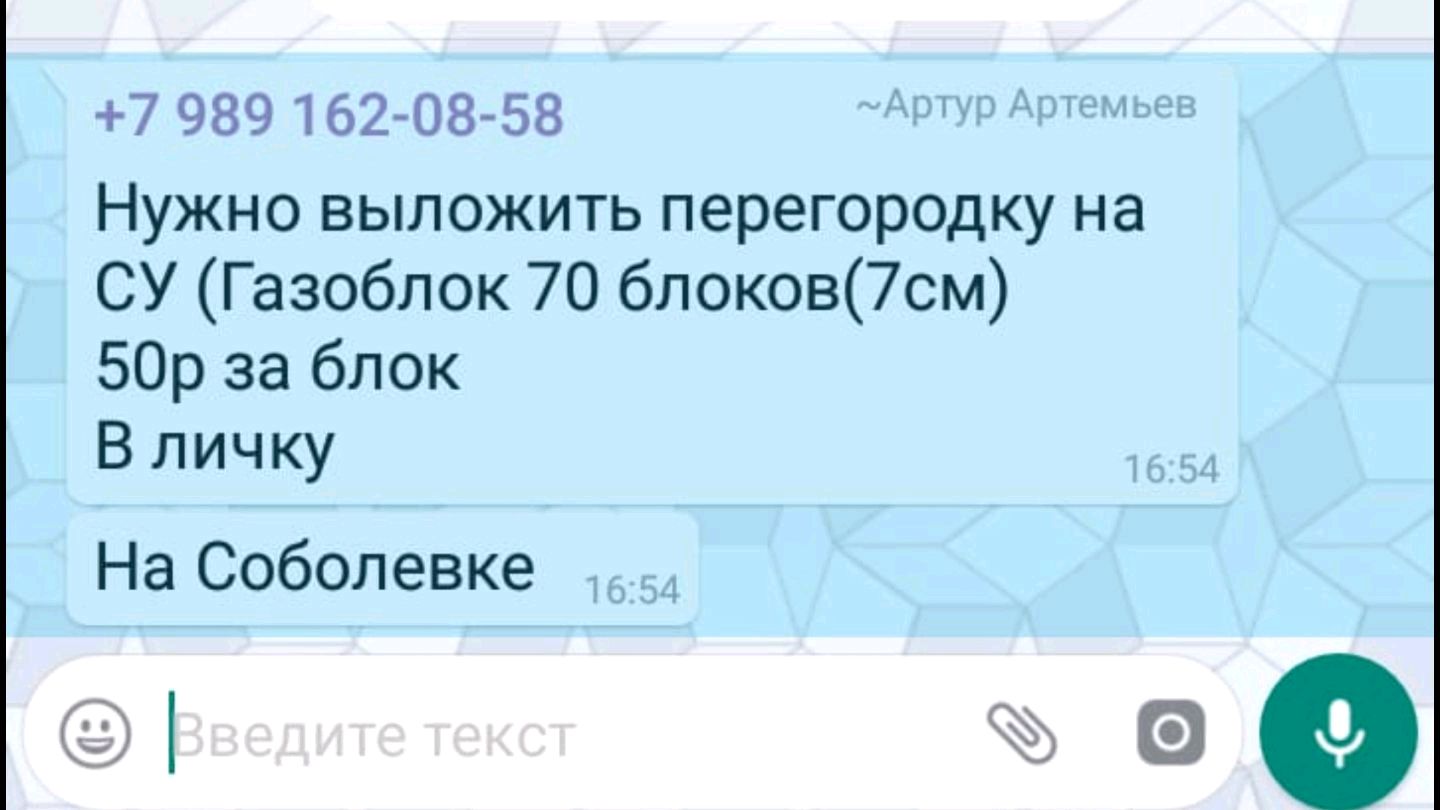 +7 989 162-08-58 ~Артур Артемьев
Нужно выложить перегородку на
СУ (Газоблок 70 блоков(7см)
50р за блок
В личку
16:54
На Соболевке 16:54
Введите текст